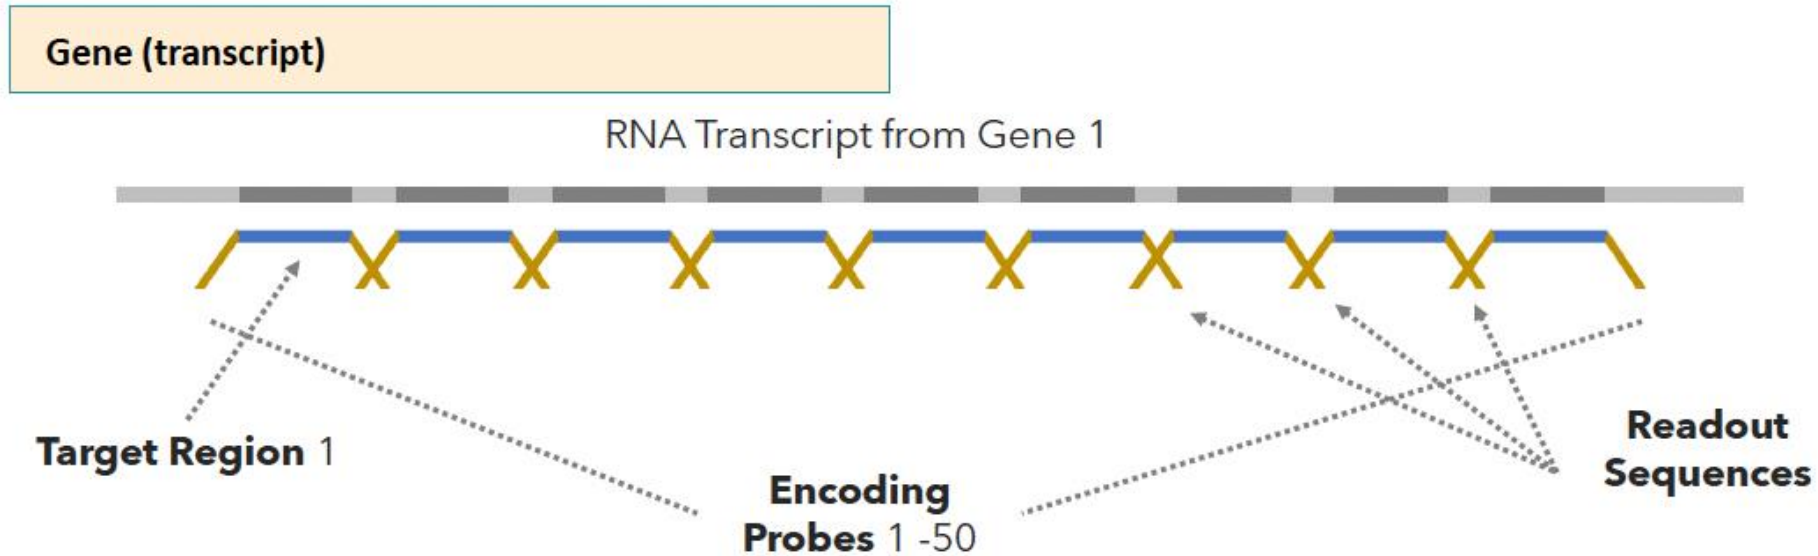 Gene (transcript)
RNA Transcript from Gene 1
Target Region 1
Encoding
Probes 1 -50
Readout
Sequences